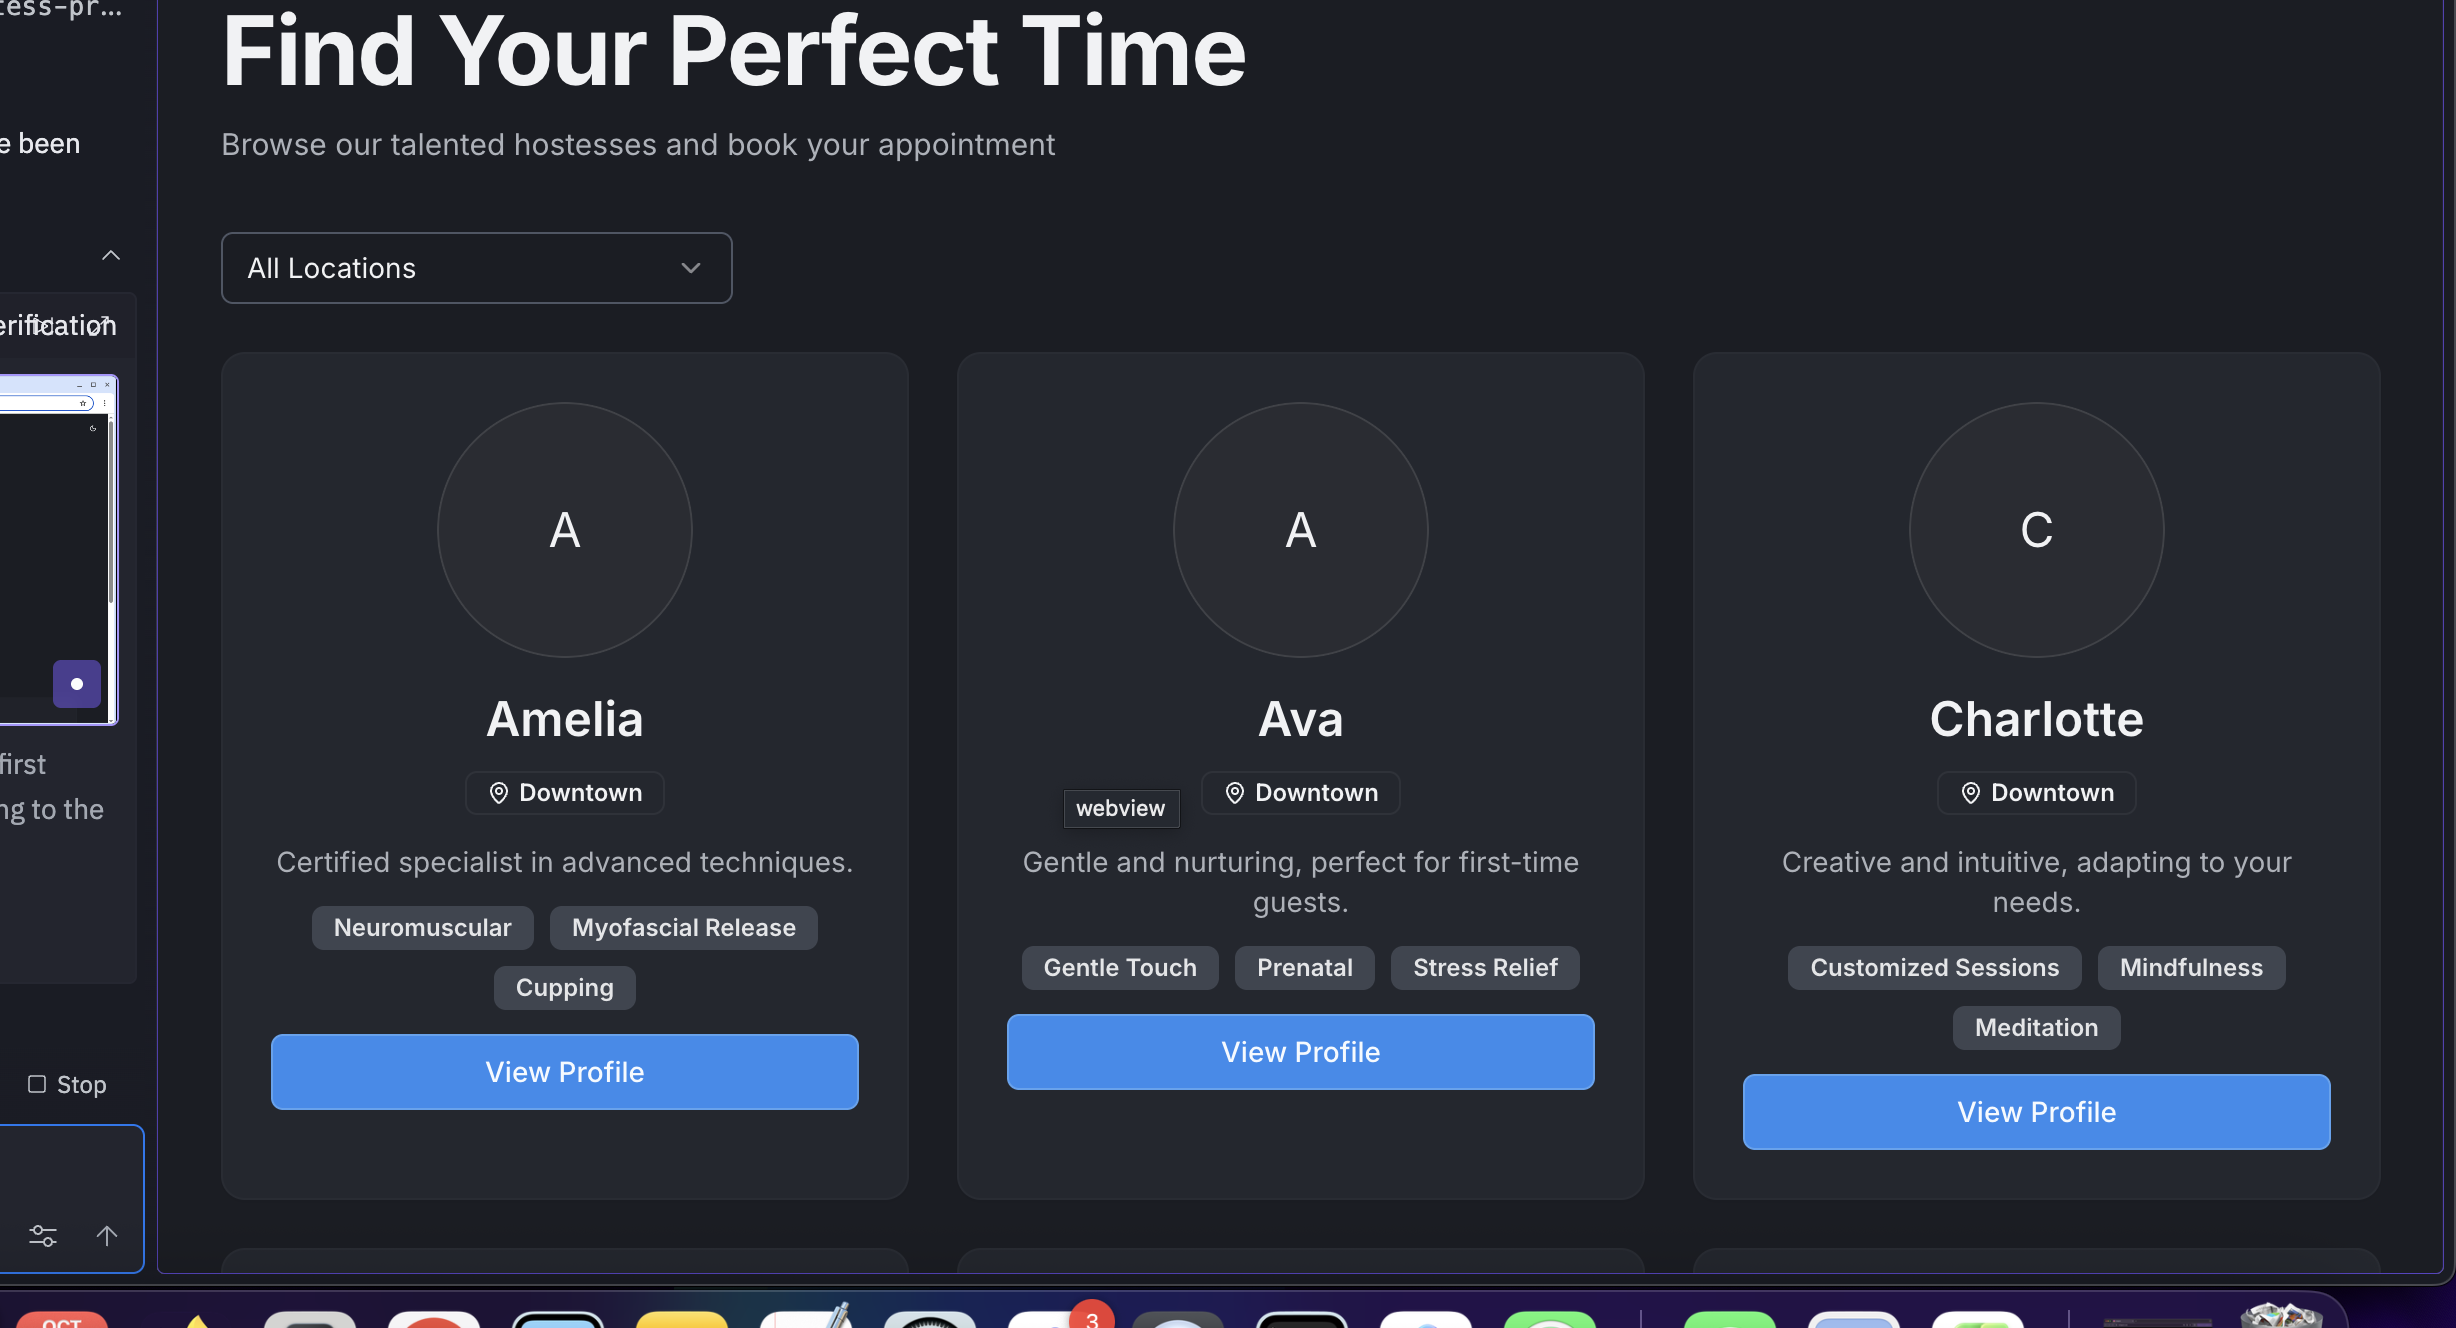 Find Your Perfect Time
Browse our talented hostesses and book your appointment
e been
All Locations
erification
A
A
C
Amelia
Ava
Charlotte
Downtown
webview
Downtown
Downtown
Certified specialist in advanced techniques.
Gentle and nurturing, perfect for first-time
guests.
Creative and intuitive, adapting to your
needs.
first
ng to the
Neuromuscular
Myofascial Release
Cupping
Gentle Touch
Prenatal
Stress Relief
Customized Sessions
Mindfulness
Meditation
View Profile
View Profile
View Profile
Stop
OCT
3